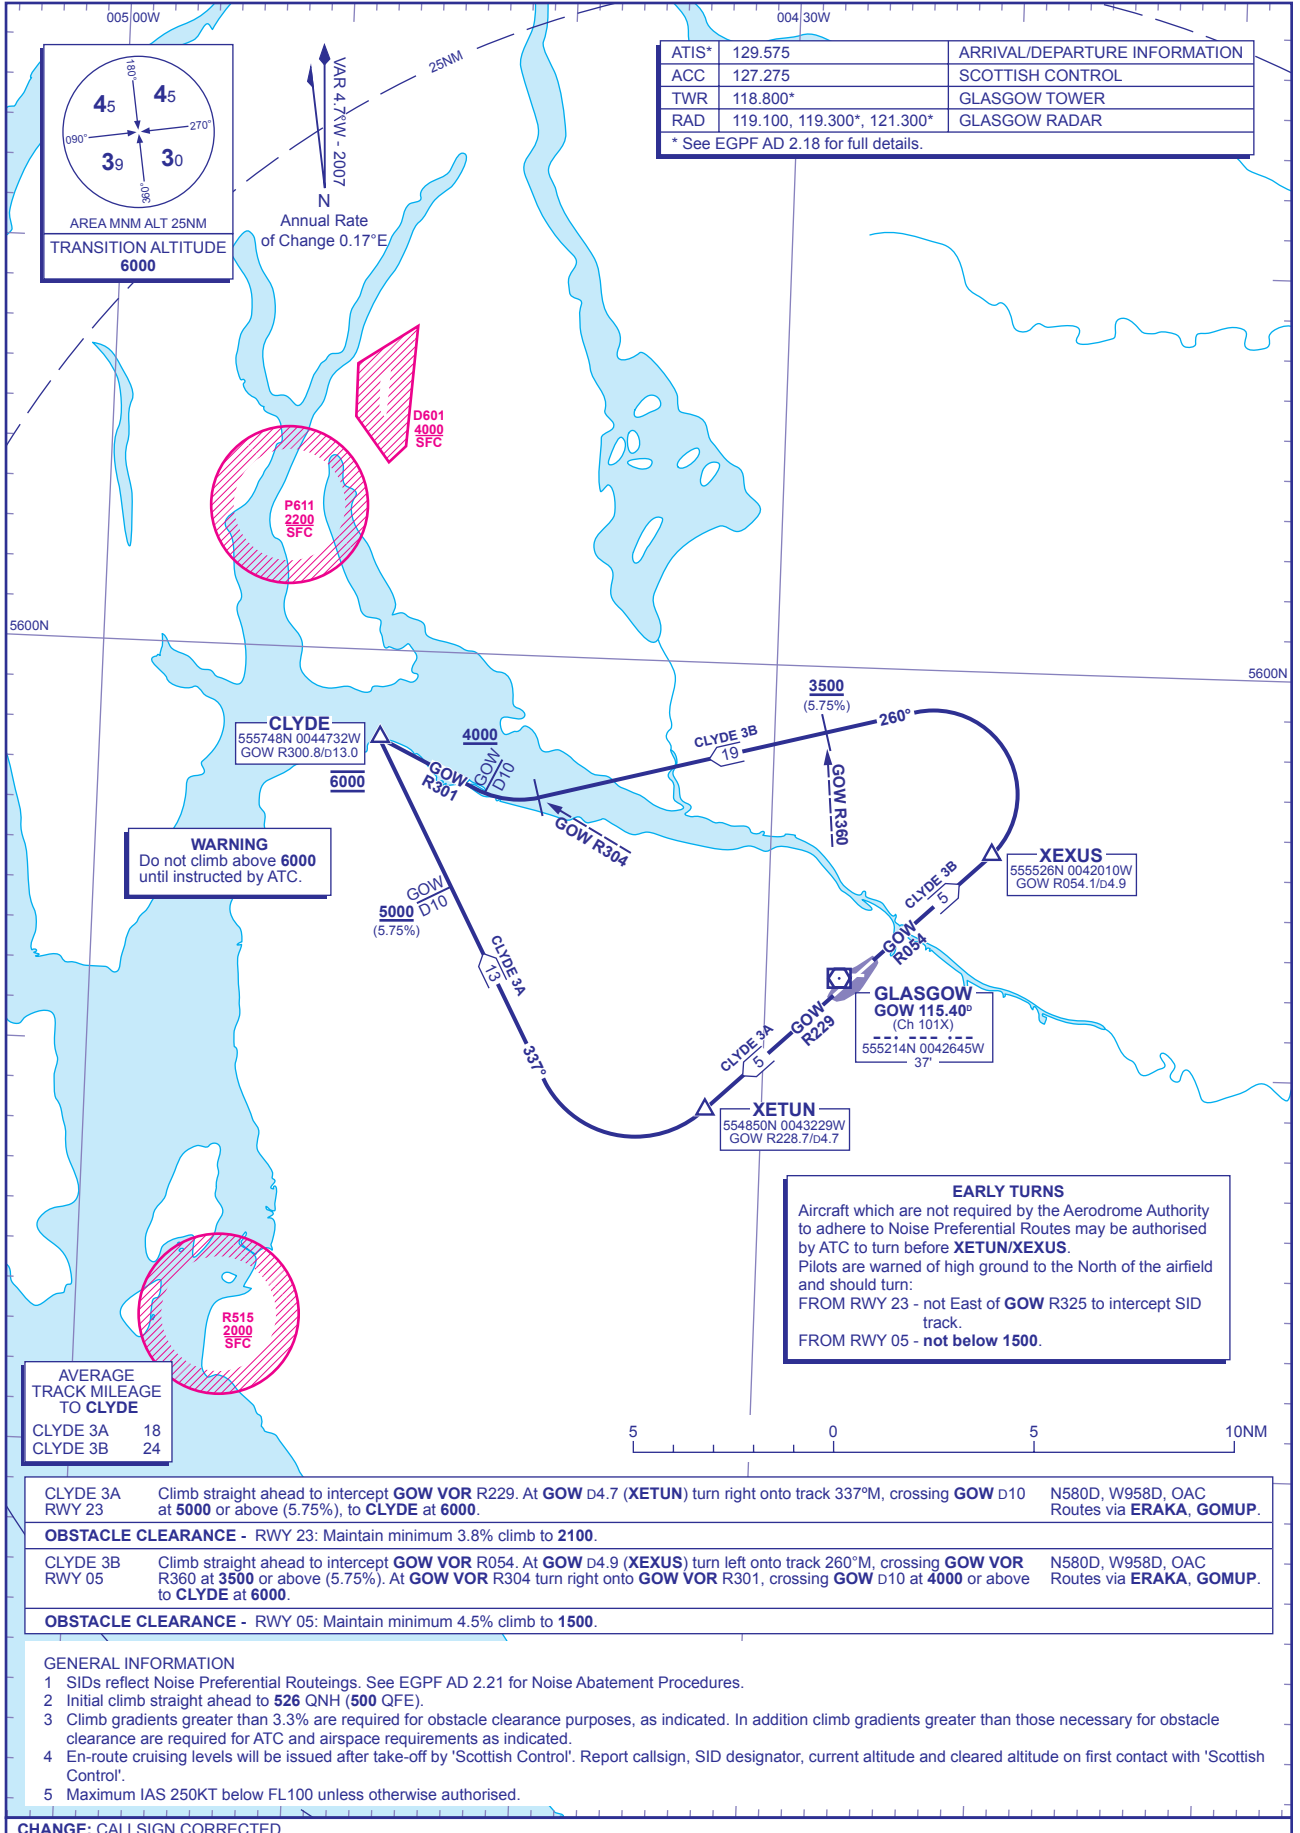 005 00W
004 30W
180°
45
45
090°
270°
39
30
360°
AREA MNM ALT 25NM
TRANSITION ALTITUDE
6000
VAR 4.7°W - 2007
N
Annual Rate
of Change 0.17°E
25NM
ATIS* 129.575 ARRIVAL/DEPARTURE INFORMATION
ACC 127.275 SCOTTISH CONTROL
TWR 118.800* GLASGOW TOWER
RAD 119.100, 119.300*, 121.300* GLASGOW RADAR
* See EGPF AD 2.18 for full details.
D601
4000
SFC
P611
2200
SFC
5600N
5600N
CLYDE
555748N 0044732W
GOW R300.8/D13.0
6000
4000
GOW
D10
GOW
R301
GOW R304
CLYDE 3B
19
3500
(5.75%)
260°
GOW R360
WARNING
Do not climb above 6000
until instructed by ATC.
XEXUS
555526N 0042010W
GOW R054.1/D4.9
CLYDE 3B
5
GOW
R054
GOW
D10
5000
(5.75%)
CLYDE 3A
13
337°
GLASGOW
GOW 115.40D
(Ch 101X)
555214N 0042645W
37'
GOW
R229
CLYDE 3A
5
XETUN
554850N 0043229W
GOW R228.7/D4.7
EARLY TURNS
Aircraft which are not required by the Aerodrome Authority
to adhere to Noise Preferential Routes may be authorised
by ATC to turn before XETUN/XEXUS.
Pilots are warned of high ground to the North of the airfield
and should turn:
FROM RWY 23 - not East of GOW R325 to intercept SID
track.
FROM RWY 05 - not below 1500.
R515
2000
SFC
AVERAGE
TRACK MILEAGE
TO CLYDE
CLYDE 3A 18
CLYDE 3B 24
5 0 5 10NM
CLYDE 3A Climb straight ahead to intercept GOW VOR R229. At GOW D4.7 (XETUN) turn right onto track 337ºM, crossing GOW D10 N580D, W958D, OAC
RWY 23 at 5000 or above (5.75%), to CLYDE at 6000. Routes via ERAKA, GOMUP.
OBSTACLE CLEARANCE - RWY 23: Maintain minimum 3.8% climb to 2100.
CLYDE 3B Climb straight ahead to intercept GOW VOR R054. At GOW D4.9 (XEXUS) turn left onto track 260°M, crossing GOW VOR N580D, W958D, OAC
RWY 05 R360 at 3500 or above (5.75%). At GOW VOR R304 turn right onto GOW VOR R301, crossing GOW D10 at 4000 or above Routes via ERAKA, GOMUP.
to CLYDE at 6000.
OBSTACLE CLEARANCE - RWY 05: Maintain minimum 4.5% climb to 1500.
GENERAL INFORMATION
1 SIDs reflect Noise Preferential Routeings. See EGPF AD 2.21 for Noise Abatement Procedures.
2 Initial climb straight ahead to 526 QNH (500 QFE).
3 Climb gradients greater than 3.3% are required for obstacle clearance purposes, as indicated. In addition climb gradients greater than those necessary for obstacle
clearance are required for ATC and airspace requirements as indicated.
4 En-route cruising levels will be issued after take-off by 'Scottish Control'. Report callsign, SID designator, current altitude and cleared altitude on first contact with 'Scottish
Control'.
5 Maximum IAS 250KT below FL100 unless otherwise authorised.
CHANGE: CALLSIGN CORRECTED